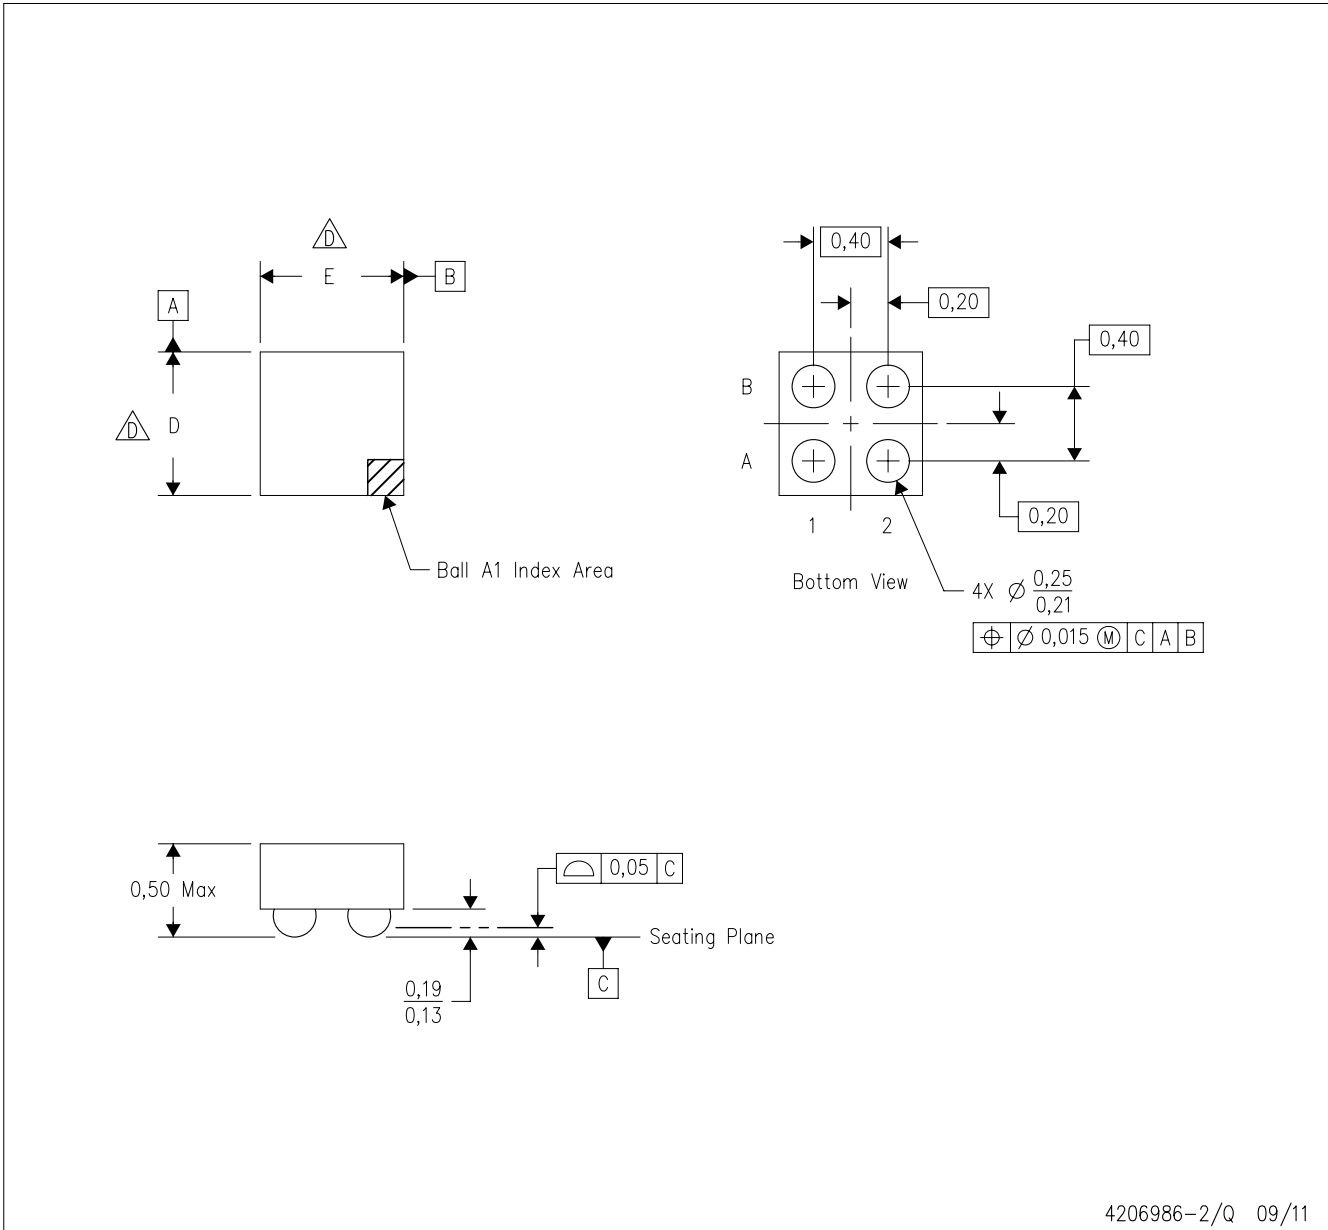 D
E
B
A
D
D
Ball A1 Index Area
0,40
0,20
0,40
B
A
0,20
1 2
Bottom View
4X Ø 0,25
0,21
⌖ Ø 0,015 Ⓜ C A B
0,50 Max
⌓ 0,05 C
Seating Plane
C
0,19
0,13
4206986-2/Q 09/11